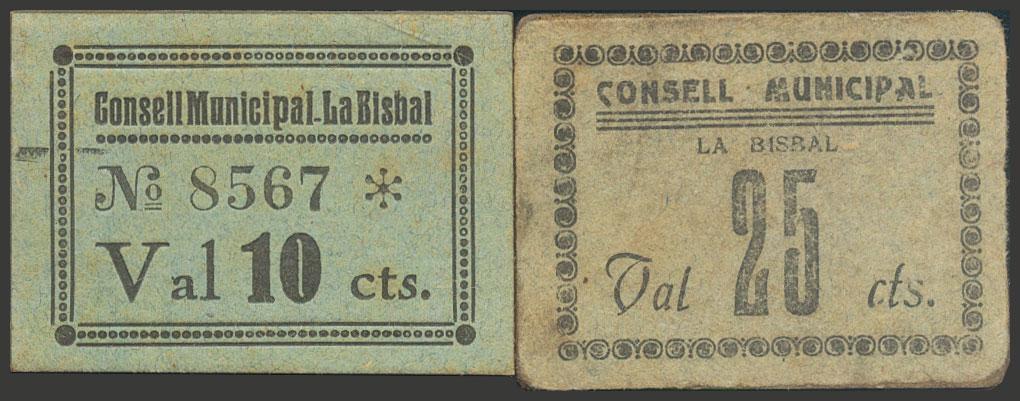 Consell Municipal-La Bisbal
No 8567 *
Val 10 cts.
CONSELL MUNICIPAL
LA BISBAL
Val 25 cts.